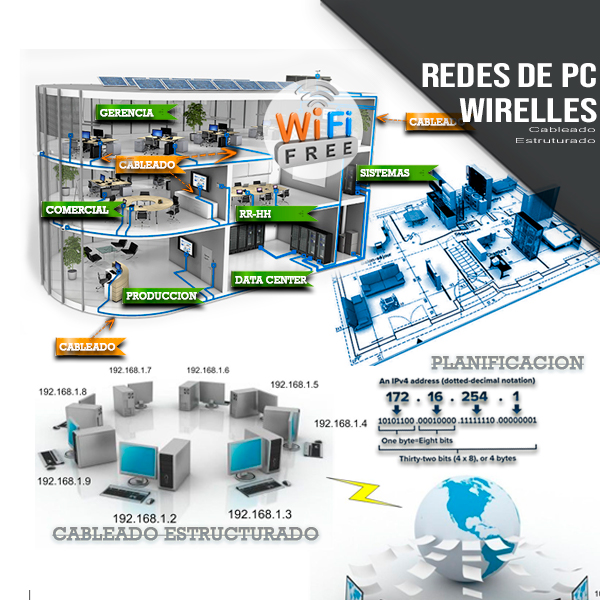 REDES DE PC
WIRELLES
Cableado
Estruturado
GERENCIA
WiFi
FREE
CABLEADO
SISTEMAS
COMERCIAL
RR-HH
DATA CENTER
PRODUCCION
CABLEADO
PLANIFICACION
192.168.1.7
192.168.1.6
192.168.1.8
192.168.1.5
192.168.1.4
192.168.1.9
192.168.1.2
192.168.1.3
CABLEADO ESTRUCTURADO
An IPv4 address (dotted-decimal notation)
172 . 16 . 254 . 1
10101100 .00010000 .11111110 .00000001
One byte=Eight bits
Thirty-two bits (4 x 8), or 4 bytes